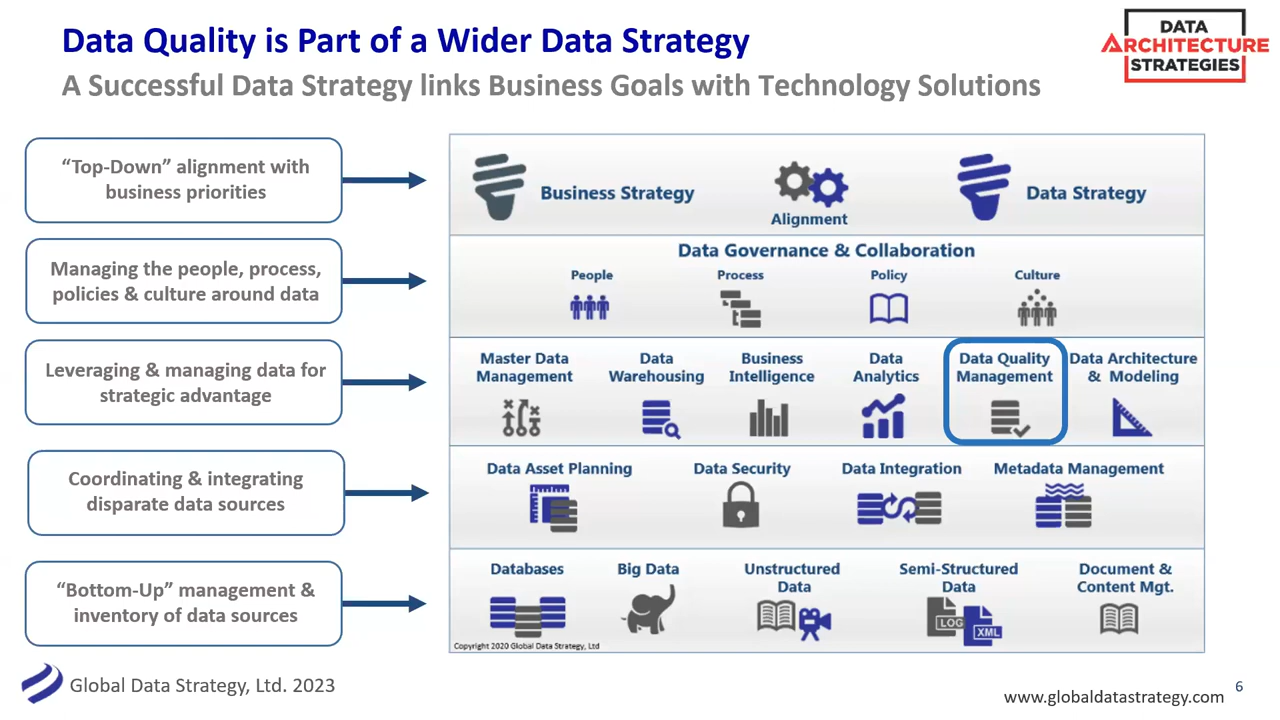 Data Quality is Part of a Wider Data Strategy
A Successful Data Strategy links Business Goals with Technology Solutions
DATA
ARCHITECTURE
STRATEGIES
“Top-Down” alignment with
business priorities
Business Strategy
Alignment
Data Strategy
Managing the people, process,
policies & culture around data
Data Governance & Collaboration
People
Process
Policy
Culture
Leveraging & managing data for
strategic advantage
Master Data
Management
Data
Warehousing
Business
Intelligence
Data
Analytics
Data Quality
Management
Data Architecture
& Modeling
Coordinating & integrating
disparate data sources
Data Asset Planning
Data Security
Data Integration
Metadata Management
“Bottom-Up” management &
inventory of data sources
Databases
Big Data
Unstructured
Data
Semi-Structured
Data
LOG
XML
Document &
Content Mgt.
Copyright 2020 Global Data Strategy, Ltd
Global Data Strategy, Ltd. 2023
www.globaldatastrategy.com
6